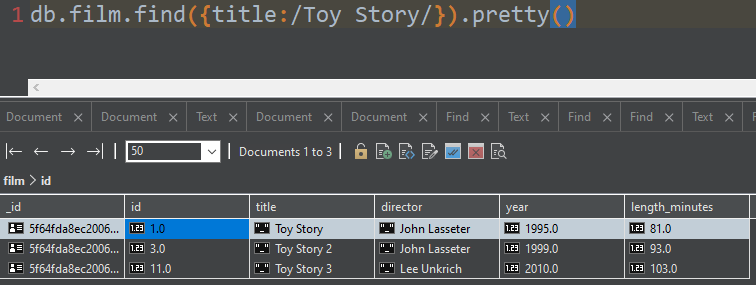 1 db.film.find({title:/Toy Story/}).pretty()
Document Document Text Document Document Find Text Find Find Text
50 Documents 1 to 3
film > id
_id id title director year length_minutes
5f64fda8ec2006... 1.0 Toy Story John Lasseter 1995.0 81.0
5f64fda8ec2006... 3.0 Toy Story 2 John Lasseter 1999.0 93.0
5f64fda8ec2006... 11.0 Toy Story 3 Lee Unkrich 2010.0 103.0